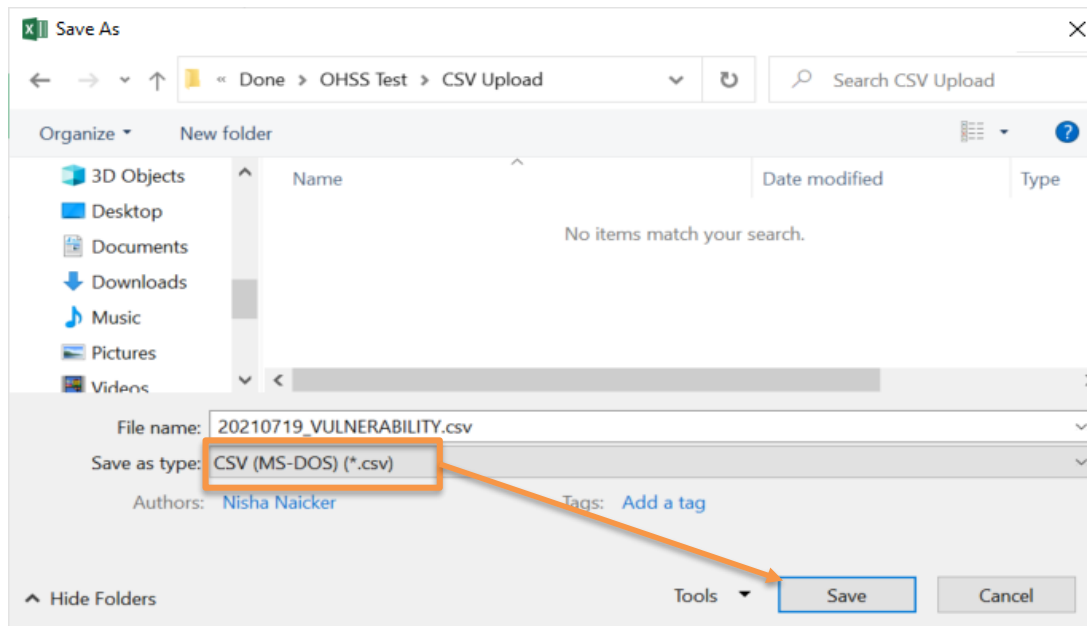 Save As
« Done > OHSS Test > CSV Upload
Search CSV Upload
Organize
New folder
3D Objects
Desktop
Documents
Downloads
Music
Pictures
Videos
Name
Date modified
Type
No items match your search.
File name: 20210719_VULNERABILITY.csv
Save as type: CSV (MS-DOS) (*.csv)
Authors: Nisha Naicker
Tags: Add a tag
Hide Folders
Tools
Save
Cancel